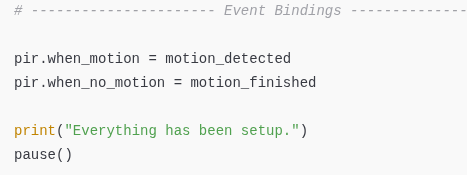 # ---------------------- Event Bindings --------------
pir.when_motion = motion_detected
pir.when_no_motion = motion_finished
print("Everything has been setup.")
pause()